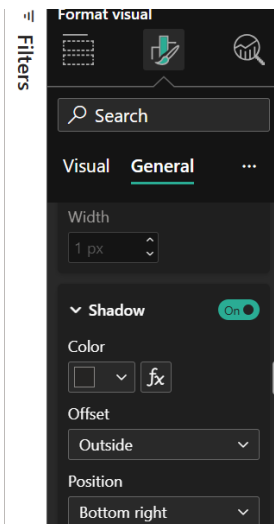 Format visual
Filters
Search
Visual General ...
Width
1 px
Shadow On
Color
fx
Offset
Outside
Position
Bottom right